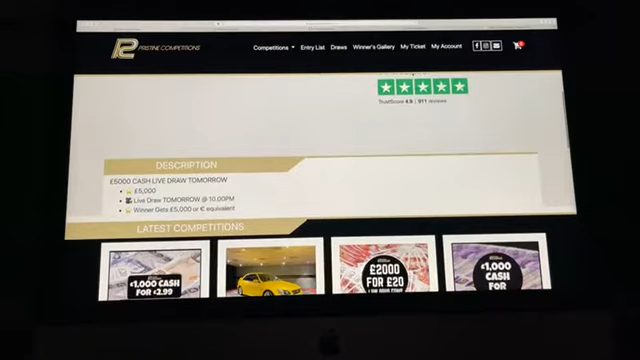 PRISTINE COMPETITIONS
Competitions Entry List Draws Winner's Gallery My Ticket My Account
TrustScore 4.9 | 911 reviews
DESCRIPTION
£5000 CASH LIVE DRAW TOMORROW
£5,000
Live Draw TOMORROW @ 10.00PM
Winner Gets £5,000 or € equivalent
LATEST COMPETITIONS
£1,000 CASH
FOR £2.99
£2000
FOR £20
£1,000
CASH
FOR